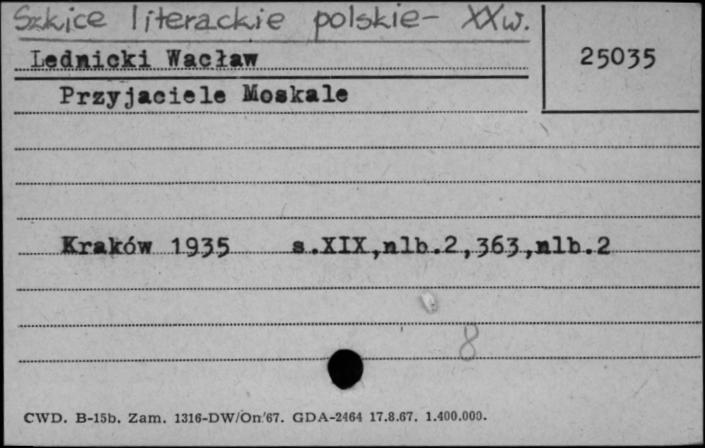 Szkice literackie polskie - XX w.
Lednicki Wacław
25035
Przyjaciele Moskale
Kraków 1935 s.XIX,nlb.2,363,nlb.2
8
CWD. B-15b. Zam. 1316-DW/On/67. GDA-2464 17.8.67. 1.400.000.